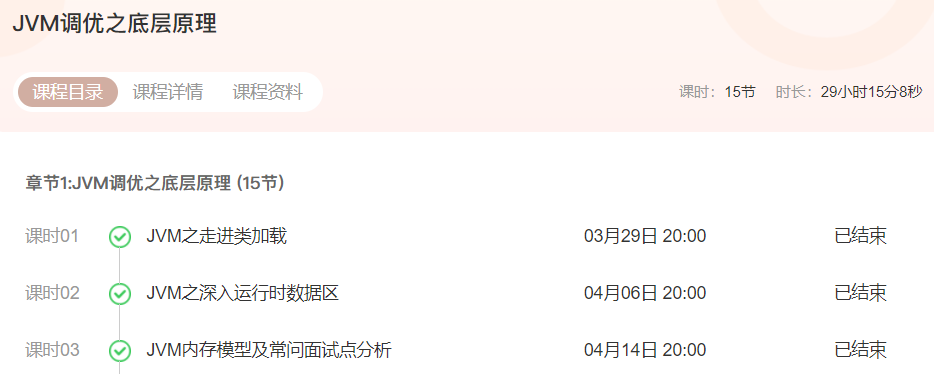 JVM调优之底层原理
课程目录 课程详情 课程资料 课时：15节 时长：29小时15分8秒
章节1:JVM调优之底层原理 (15节)
课时01 JVM之走进类加载 03月29日 20:00 已结束
课时02 JVM之深入运行时数据区 04月06日 20:00 已结束
课时03 JVM内存模型及常问面试点分析 04月14日 20:00 已结束